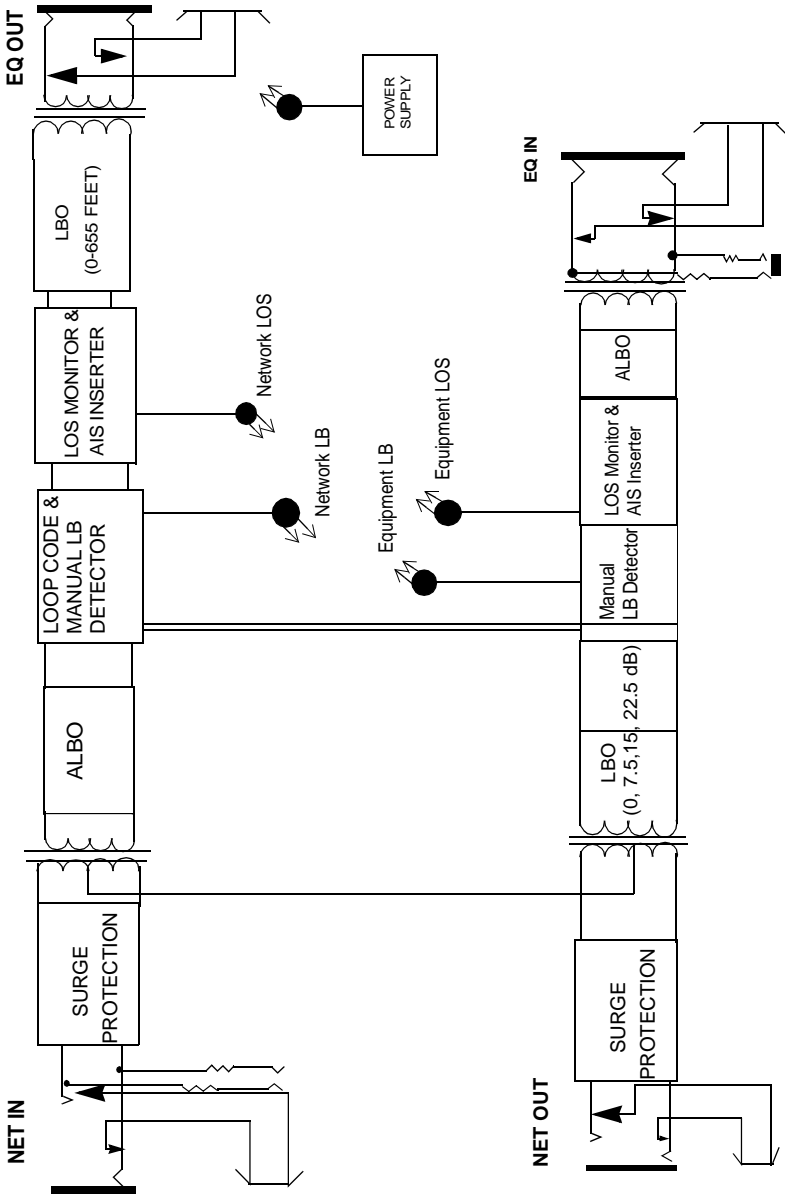 NET IN
SURGE
PROTECTION
ALBO
LOOP CODE &
MANUAL LB
DETECTOR
LOS MONITOR &
AIS INSERTER
LBO
(0-655 FEET)
EQ OUT
Network LB
Network LOS
POWER
SUPPLY
Equipment LB
Equipment LOS
EQ IN
NET OUT
SURGE
PROTECTION
LBO
(0, 7.5,15, 22.5 dB)
Manual
LB Detector
LOS Monitor &
AIS Inserter
ALBO